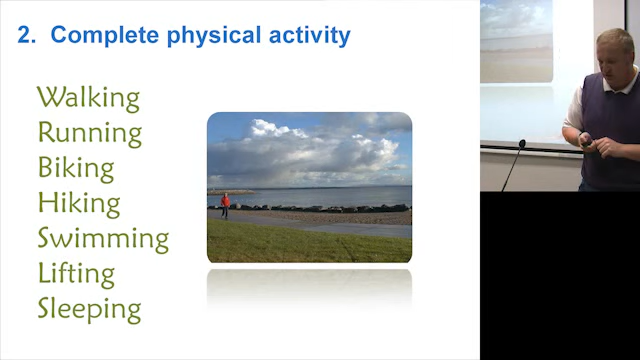 2. Complete physical activity
Walking
Running
Biking
Hiking
Swimming
Lifting
Sleeping